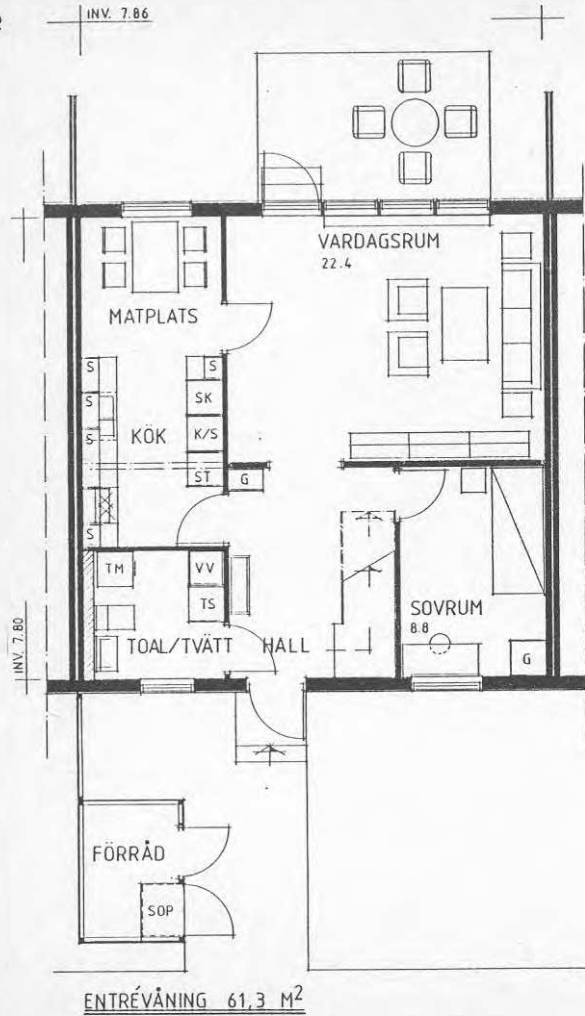 INV. 7.86
VARDAGSRUM
22.4
MATPLATS
S
S
SK
S
KÖK
K/S
S
ST
G
S
TM
VV
TS
SOVRUM
8.8
TOAL/TVÄTT
HALL
G
INV. 7.80
FÖRRÅD
SOP
ENTRÉVÅNING 61,3 M²